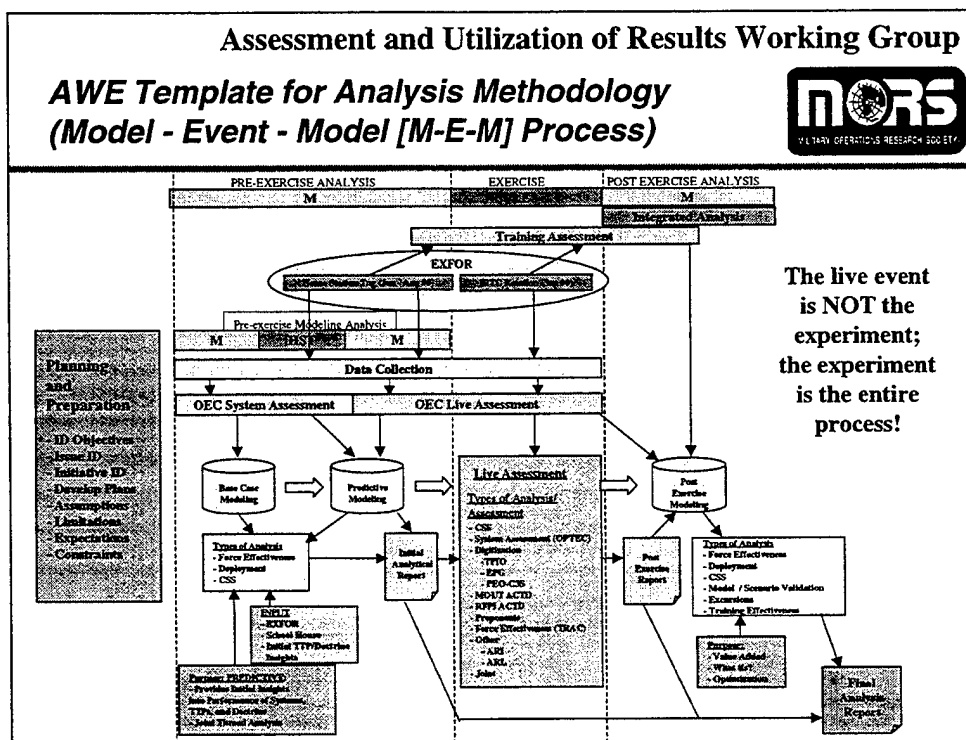 Assessment and Utilization of Results Working Group
AWE Template for Analysis Methodology
(Model - Event - Model [M-E-M] Process)
MORS
MILITARY OPERATIONS RESEARCH SOCIETY
PRE-EXERCISE ANALYSIS
EXERCISE
POST EXERCISE ANALYSIS
M
M
Integrated Analysis
Training Assessment
EXFOR
Pre-exercise Modeling Analysis
M
M
Data Collection
OEC System Assessment
OEC Live Assessment
The live event
is NOT the
experiment;
the experiment
is the entire
process!
Planning
and
Preparation
- ID Objectives
- Issue ID
- Initiative ID
- Develop Plans
- Assumptions
- Limitations
- Expectations
- Constraints
Base Case
Modeling
Predictive
Modeling
Live Assessment
Types of Analysis/
Assessment
- CSS
- System Assessment (OPTEC)
- Digitization
- TPIO
- EPG
- PEO-C3S
- MOUT ACTD
- RFPI ACTD
- Proponents
- Force Effectiveness (TRAC)
- Other
- ARI
- ARL
- Joint
Post
Exercise
Modeling
Types of Analysis
- Force Effectiveness
- Deployment
- CSS
Initial
Analytical
Report
Post
Exercise
Report
Types of Analysis
- Force Effectiveness
- Deployment
- CSS
- Model / Scenario Validation
- Excursions
- Training Effectiveness
INPUT
- EXFOR
- School House
- Initial TTP/Doctrine
Insights
Purpose: PREDICTIVE
- Provides Initial Insights
into Performance of Systems,
TTPs, and Doctrine
- Joint Thread Analysis
Purpose:
- Value Added
- What ifs?
- Optimization
Final
Analysis
Report